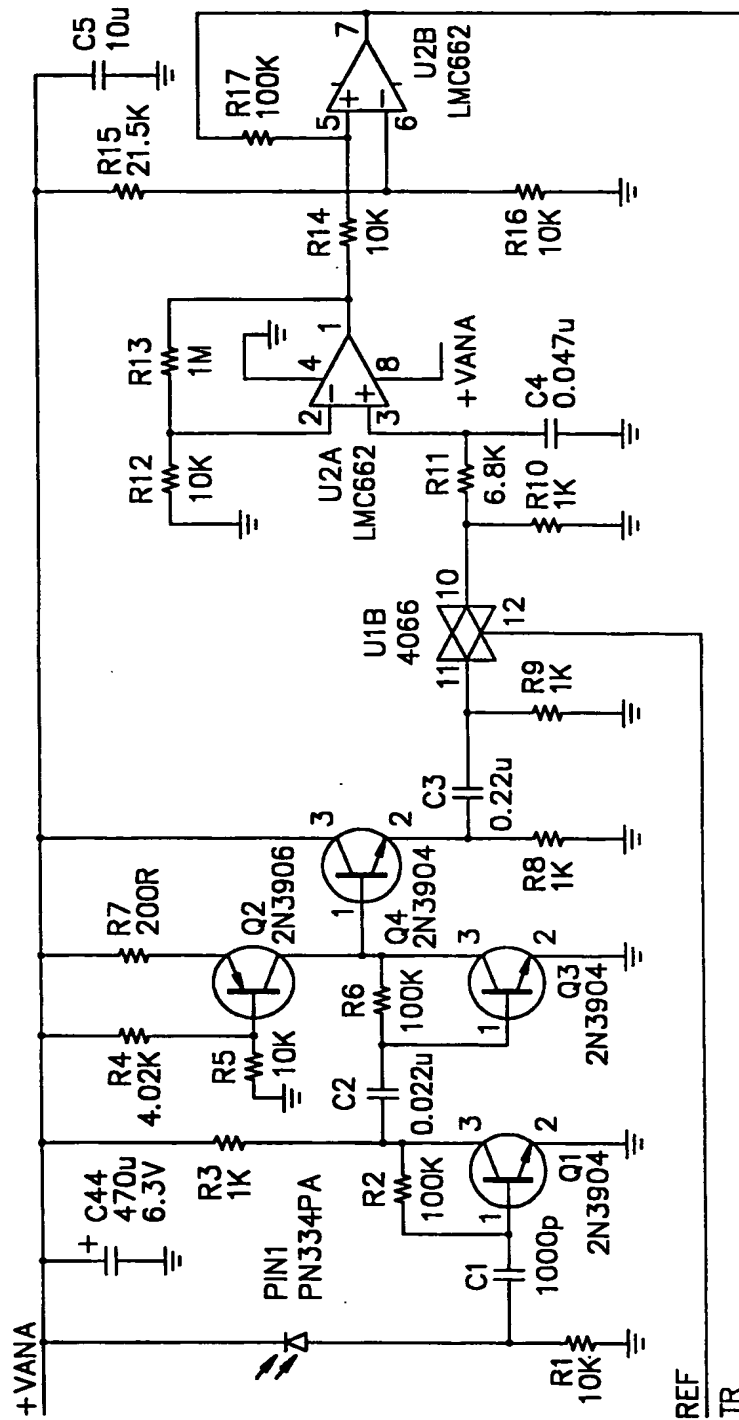 +VANA
C44
470u
6.3V
+
R4
4.02K
R7
200R
C5
10u
R15
21.5K
R17
100K
R3
1K
R5
10K
Q2
2N3906
R13
1M
R12
10K
5
6
7
U2B
LMC662
PIN1
PN334PA
C2
0.022u
R6
100K
1
3
2
Q4
2N3904
U2A
LMC662
2
3
4
8
1
+VANA
R14
10K
R16
10K
R2
100K
C1
1000p
1
3
2
Q1
2N3904
1
3
2
Q3
2N3904
C3
0.22u
R8
1K
R9
1K
U1B
4066
11
10
12
R11
6.8K
R10
1K
C4
0.047u
R1
10K
REF
TR